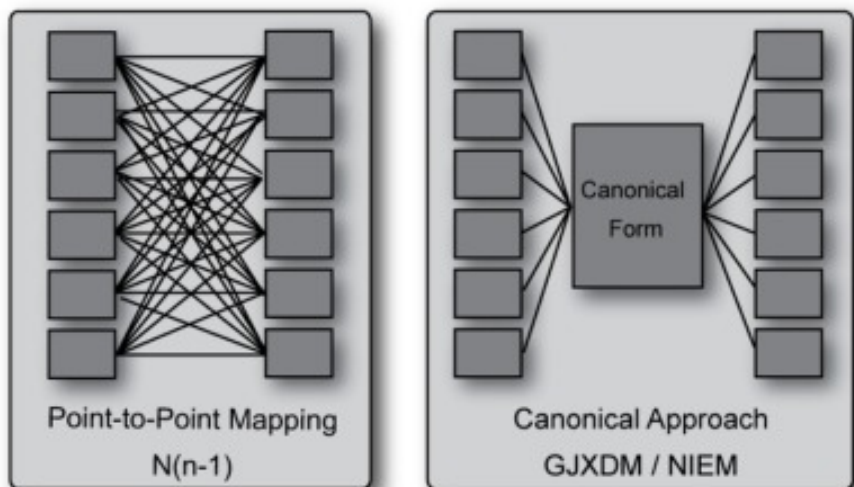 Point-to-Point Mapping
N(n-1)
Canonical
Form
Canonical Approach
GJXDM / NIEM